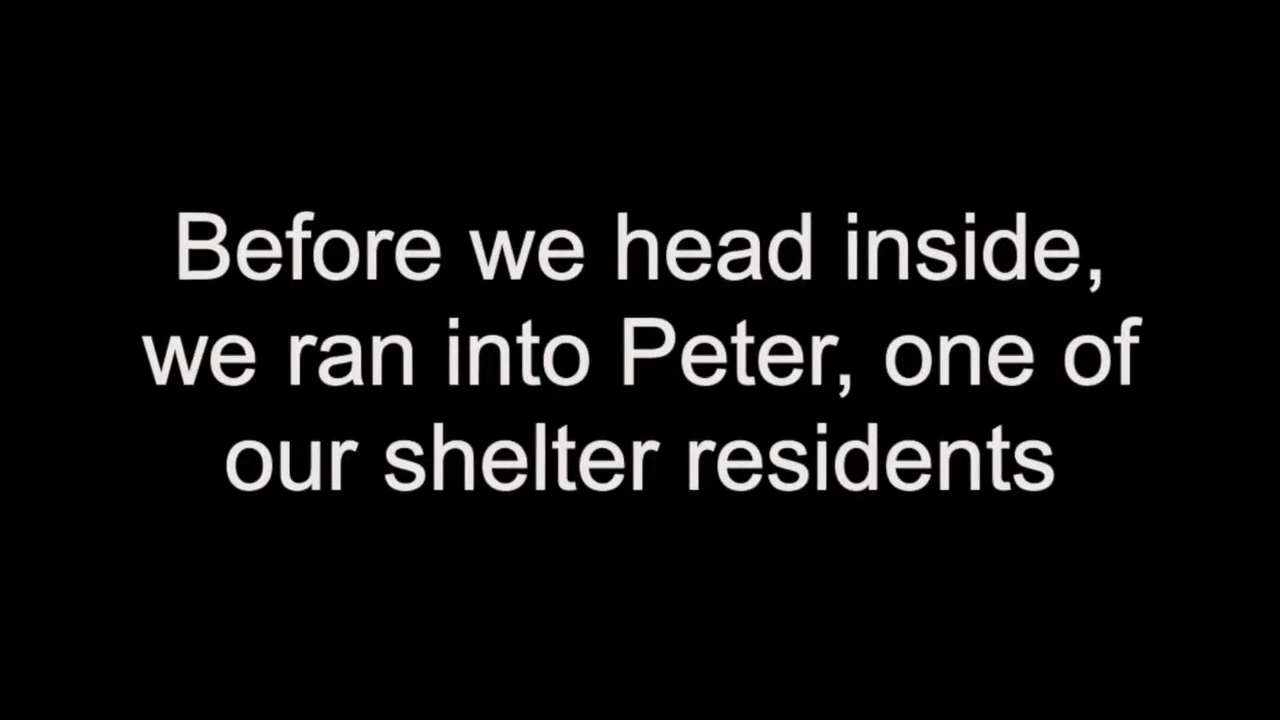 Before we head inside,
we ran into Peter, one of
our shelter residents